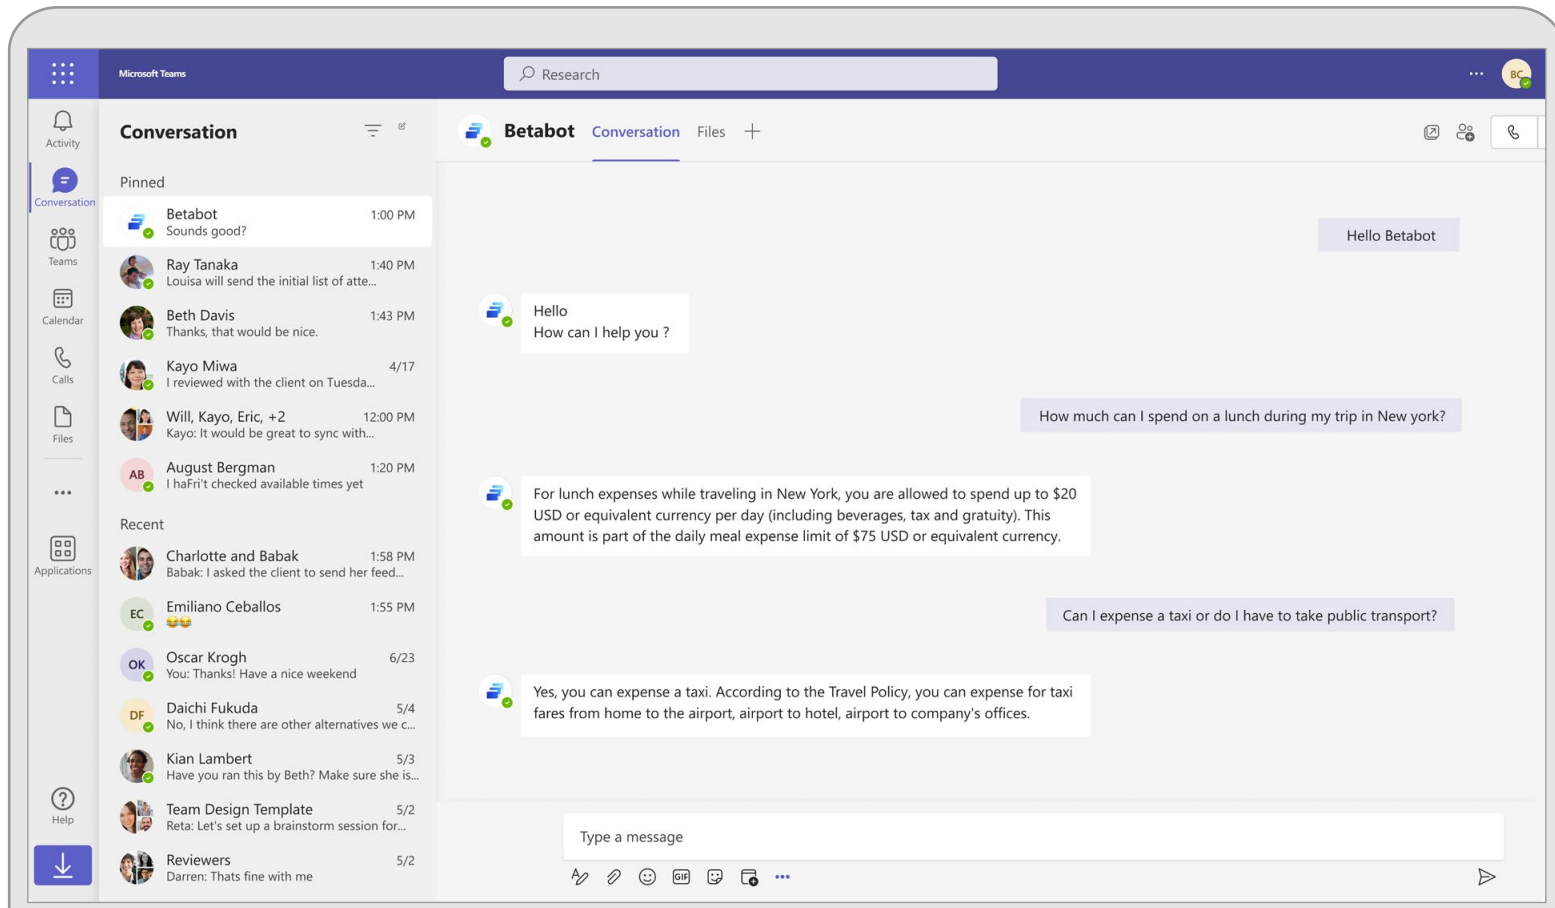 Microsoft Teams
Research
BC
Activity
Conversation
Teams
Calendar
Calls
Files
Applications
Help
Conversation
Pinned
Betabot 1:00 PM
Sounds good?
Ray Tanaka 1:40 PM
Louisa will send the initial list of atte...
Beth Davis 1:43 PM
Thanks, that would be nice.
Kayo Miwa 4/17
I reviewed with the client on Tuesda...
Will, Kayo, Eric, +2 12:00 PM
Kayo: It would be great to sync with...
AB
August Bergman 1:20 PM
I haFri't checked available times yet
Recent
Charlotte and Babak 1:58 PM
Babak: I asked the client to send her feed...
EC
Emiliano Ceballos 1:55 PM
😂😂
OK
Oscar Krogh 6/23
You: Thanks! Have a nice weekend
DF
Daichi Fukuda 5/4
No, I think there are other alternatives we c...
Kian Lambert 5/3
Have you ran this by Beth? Make sure she is...
Team Design Template 5/2
Reta: Let's set up a brainstorm session for...
Reviewers 5/2
Darren: Thats fine with me
Betabot Conversation Files
Hello Betabot
Hello
How can I help you ?
How much can I spend on a lunch during my trip in New york?
For lunch expenses while traveling in New York, you are allowed to spend up to $20
USD or equivalent currency per day (including beverages, tax and gratuity). This
amount is part of the daily meal expense limit of $75 USD or equivalent currency.
Can I expense a taxi or do I have to take public transport?
Yes, you can expense a taxi. According to the Travel Policy, you can expense for taxi
fares from home to the airport, airport to hotel, airport to company's offices.
Type a message
GIF